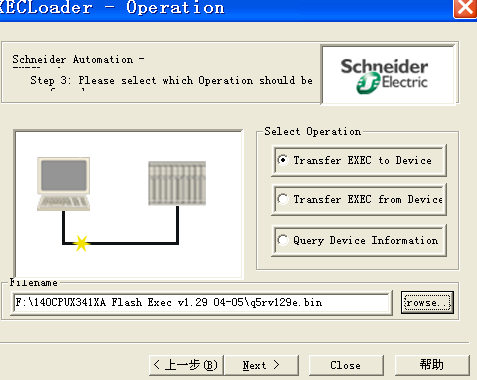 XECLoader - Operation
Schneider Automation -
Step 3: Please select which Operation should be
Schneider
Electric
Select Operation
Transfer EXEC to Device
Transfer EXEC from Device
Query Device Information
Filename
F:\140CPUX341XA Flash Exec v1.29 04-05\q5rv129e.bin
rowse..
< 上一步(B)
Next >
Close
帮助